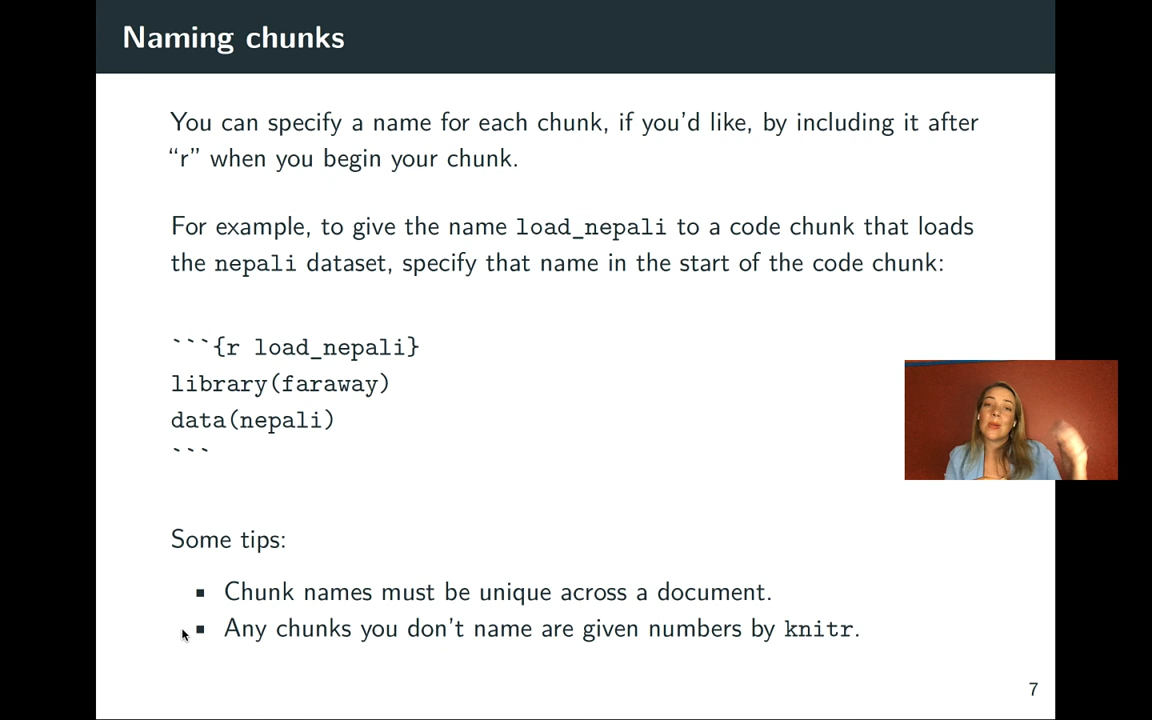 Naming chunks
You can specify a name for each chunk, if you’d like, by including it after
“r” when you begin your chunk.
For example, to give the name load_nepali to a code chunk that loads
the nepali dataset, specify that name in the start of the code chunk:
```{r load_nepali}
library(faraway)
data(nepali)
```
Some tips:
▪ Chunk names must be unique across a document.
▪ Any chunks you don’t name are given numbers by knitr.
7